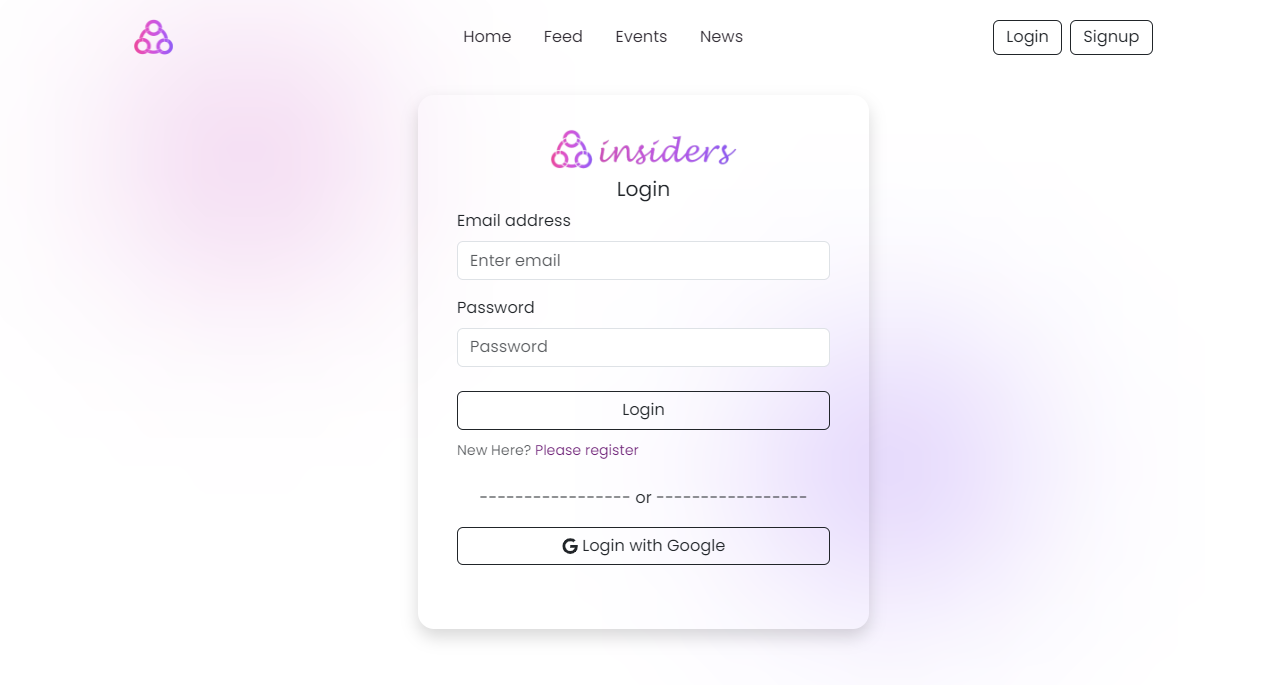 Home Feed Events News Login Signup
insiders
Login
Email address
Enter email
Password
Password
Login
New Here? Please register
----------------- or -----------------
Login with Google